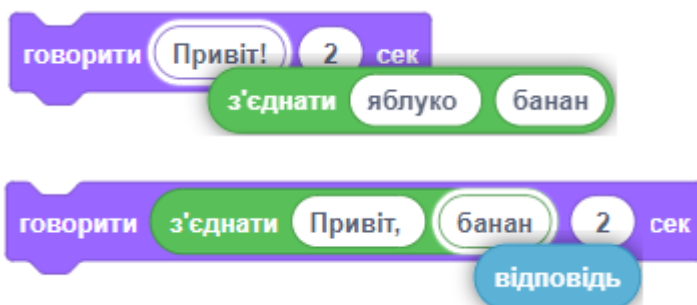 говорити Привіт! 2 сек
з'єднати яблуко банан
говорити з'єднати Привіт, банан 2 сек
відповідь